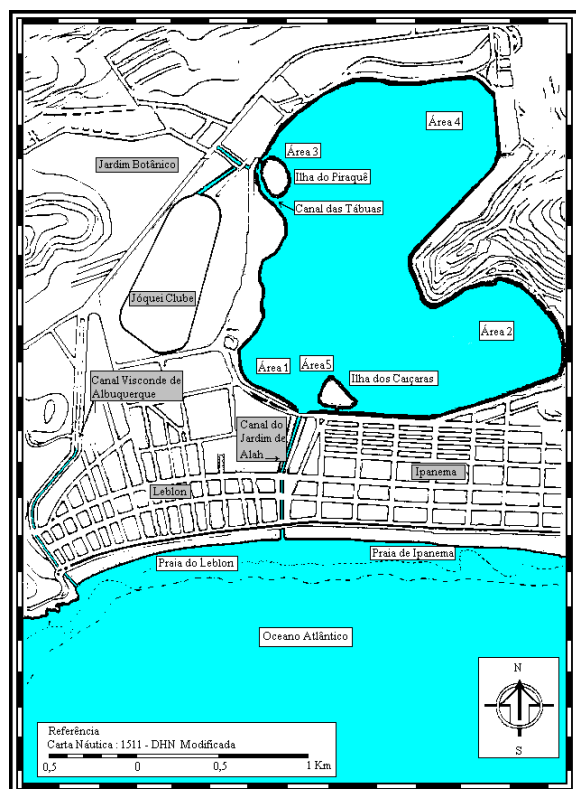 Área 4
Área 3
Jardim Botânico
Ilha do Piraquê
Canal das Tábuas
Jóquei Clube
Área 2
Área 1
Área5
Ilha dos Caiçaras
Canal Visconde de
Albuquerque
Canal do
Jardim de
Alah
Ipanema
Leblon
Praia de Ipanema
Praia do Leblon
Oceano Atlântico
N
S
Referência
Carta Náutica : 1511 - DHN Modificada
0,5
0
0,5
1 Km